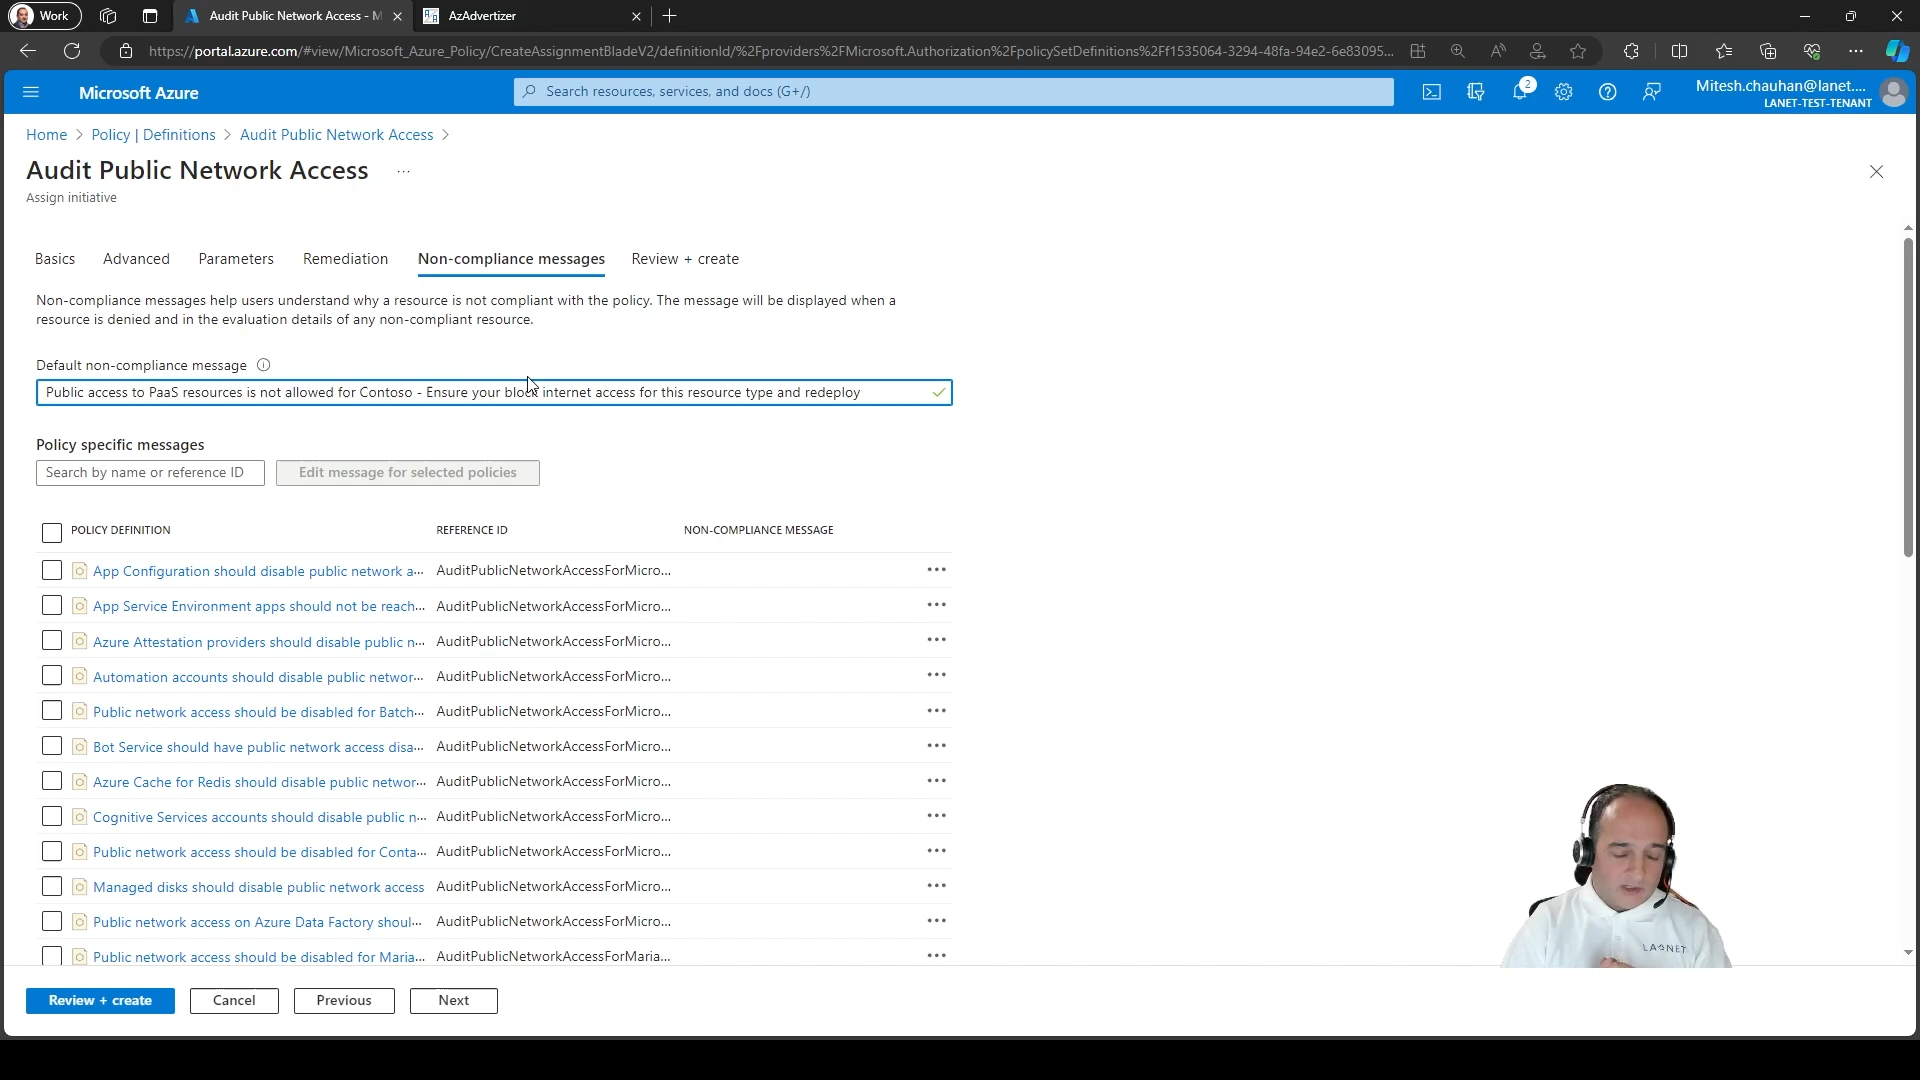 Work
Audit Public Network Access - M
AzAdvertizer
https://portal.azure.com/#view/Microsoft_Azure_Policy/CreateAssignmentBladeV2/definitionId/%2Fproviders%2FMicrosoft.Authorization%2FpolicySetDefinitions%2Ff1535064-3294-48fa-94e2-6e83095...
Microsoft Azure
Search resources, services, and docs (G+/)
2
Mitesh.chauhan@lanet....
LANET-TEST-TENANT
Home > Policy | Definitions > Audit Public Network Access >
Audit Public Network Access ...
Assign initiative
Basics Advanced Parameters Remediation Non-compliance messages Review + create
Non-compliance messages help users understand why a resource is not compliant with the policy. The message will be displayed when a
resource is denied and in the evaluation details of any non-compliant resource.
Default non-compliance message
Public access to PaaS resources is not allowed for Contoso - Ensure your block internet access for this resource type and redeploy
Policy specific messages
Search by name or reference ID Edit message for selected policies
POLICY DEFINITION REFERENCE ID NON-COMPLIANCE MESSAGE
App Configuration should disable public network a... AuditPublicNetworkAccessForMicro...
App Service Environment apps should not be reach... AuditPublicNetworkAccessForMicro...
Azure Attestation providers should disable public n... AuditPublicNetworkAccessForMicro...
Automation accounts should disable public networ... AuditPublicNetworkAccessForMicro...
Public network access should be disabled for Batch... AuditPublicNetworkAccessForMicro...
Bot Service should have public network access disa... AuditPublicNetworkAccessForMicro...
Azure Cache for Redis should disable public networ... AuditPublicNetworkAccessForMicro...
Cognitive Services accounts should disable public n... AuditPublicNetworkAccessForMicro...
Public network access should be disabled for Conta... AuditPublicNetworkAccessForMicro...
Managed disks should disable public network access AuditPublicNetworkAccessForMicro...
Public network access on Azure Data Factory shoul... AuditPublicNetworkAccessForMicro...
Public network access should be disabled for Maria... AuditPublicNetworkAccessForMaria...
LANET
Review + create Cancel Previous Next